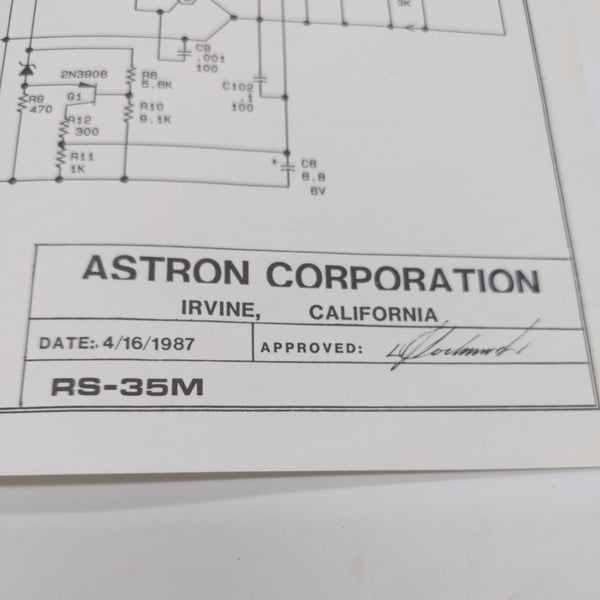 3K
C9
.001
100
2N3906
R8
5.6K
C102
.1
100
Q1
R9
470
R10
9.1K
R12
300
R11
1K
+
C8
6.8
6V
ASTRON CORPORATION
IRVINE, CALIFORNIA
DATE: 4/16/1987
APPROVED:
RS-35M